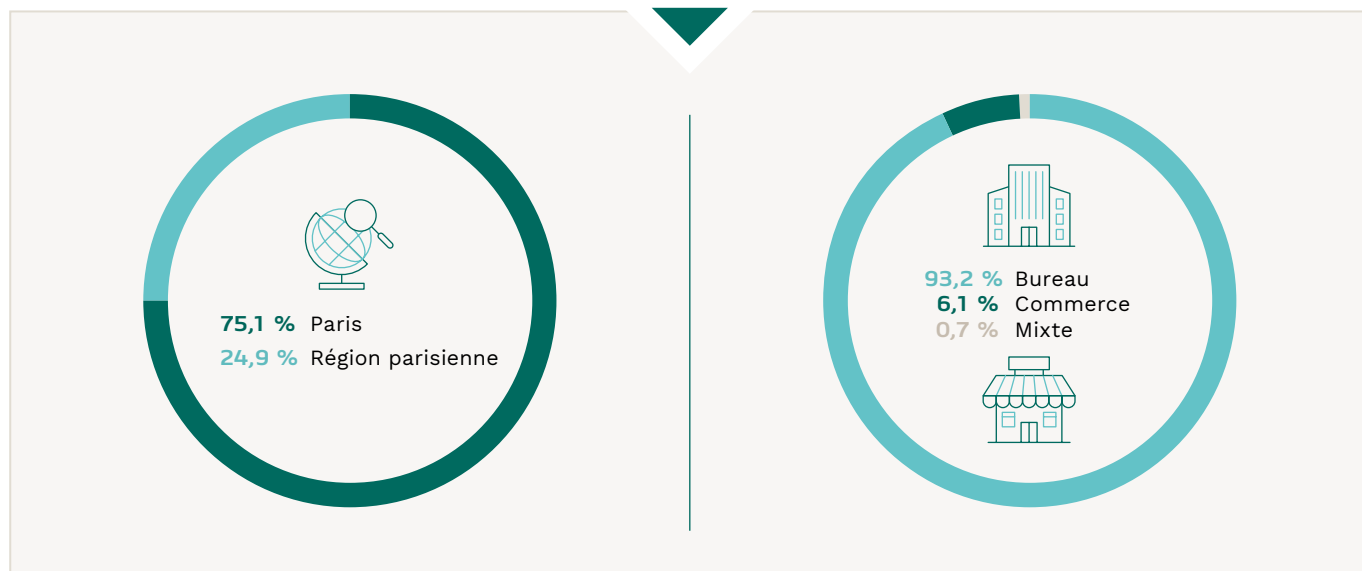 75,1 % Paris
24,9 % Région parisienne
93,2 % Bureau
6,1 % Commerce
0,7 % Mixte